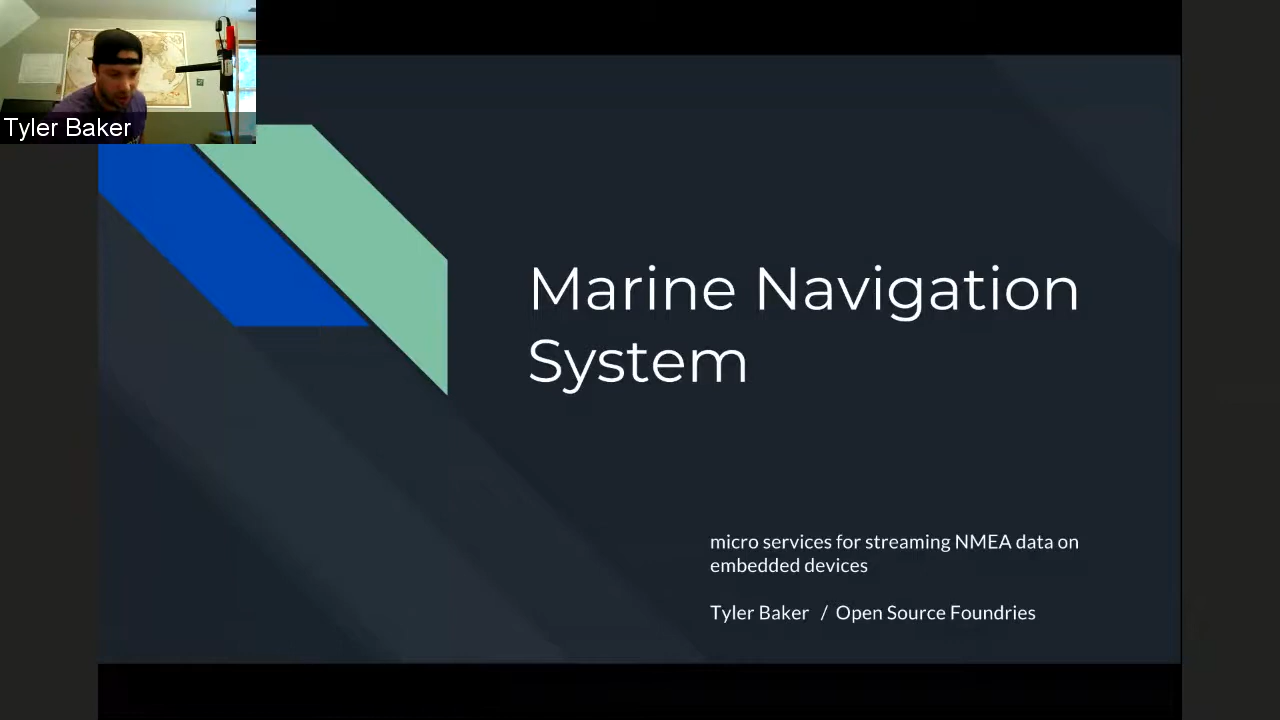 Tyler Baker
Marine Navigation
System
micro services for streaming NMEA data on
embedded devices
Tyler Baker / Open Source Foundries